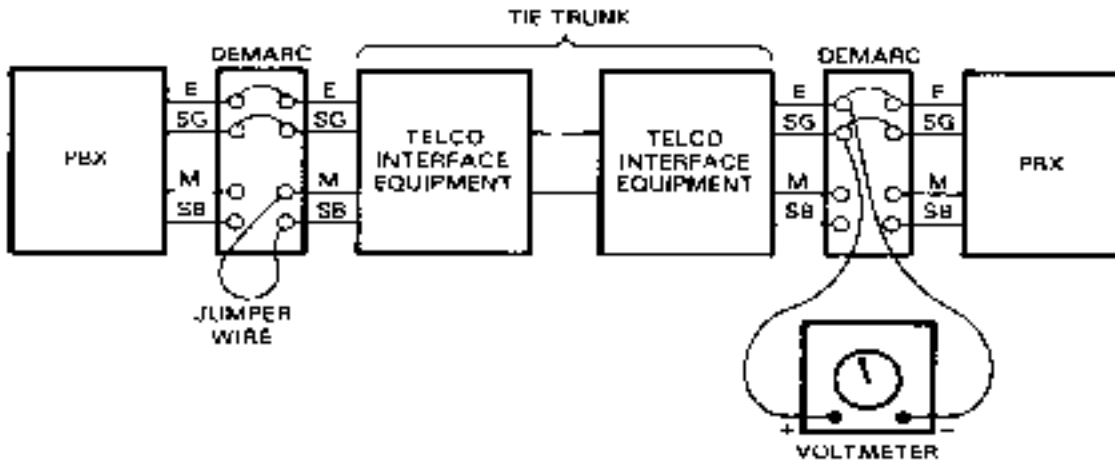 TIE TRUNK
DEMARC
DEMARC
E
E
E
E
SG
SG
SG
SG
PBX
TELCO
INTERFACE
EQUIPMENT
TELCO
INTERFACE
EQUIPMENT
PBX
M
M
M
M
SB
SB
SB
SB
JUMPER
WIRE
+
−
VOLTMETER